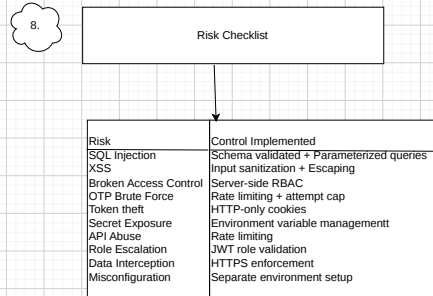 8.
Risk Checklist
Risk Control Implemented
SQL Injection Schema validated + Parameterized queries
XSS Input sanitization + Escaping
Broken Access Control Server-side RBAC
OTP Brute Force Rate limiting + attempt cap
Token theft HTTP-only cookies
Secret Exposure Environment variable managementt
API Abuse Rate limiting
Role Escalation JWT role validation
Data Interception HTTPS enforcement
Misconfiguration Separate environment setup